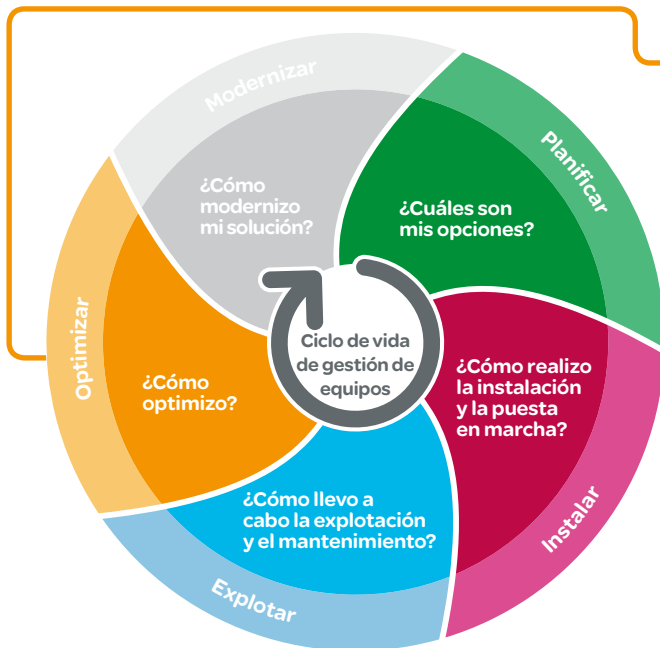 Modernizar
¿Cómo
modernizo
mi solución?
Planificar
¿Cuáles son
mis opciones?
Instalar
¿Cómo realizo
la instalación
y la puesta
en marcha?
Explotar
¿Cómo llevo a
cabo la explotación
y el mantenimiento?
Optimizar
¿Cómo
optimizo?
Ciclo de vida
de gestión de
equipos